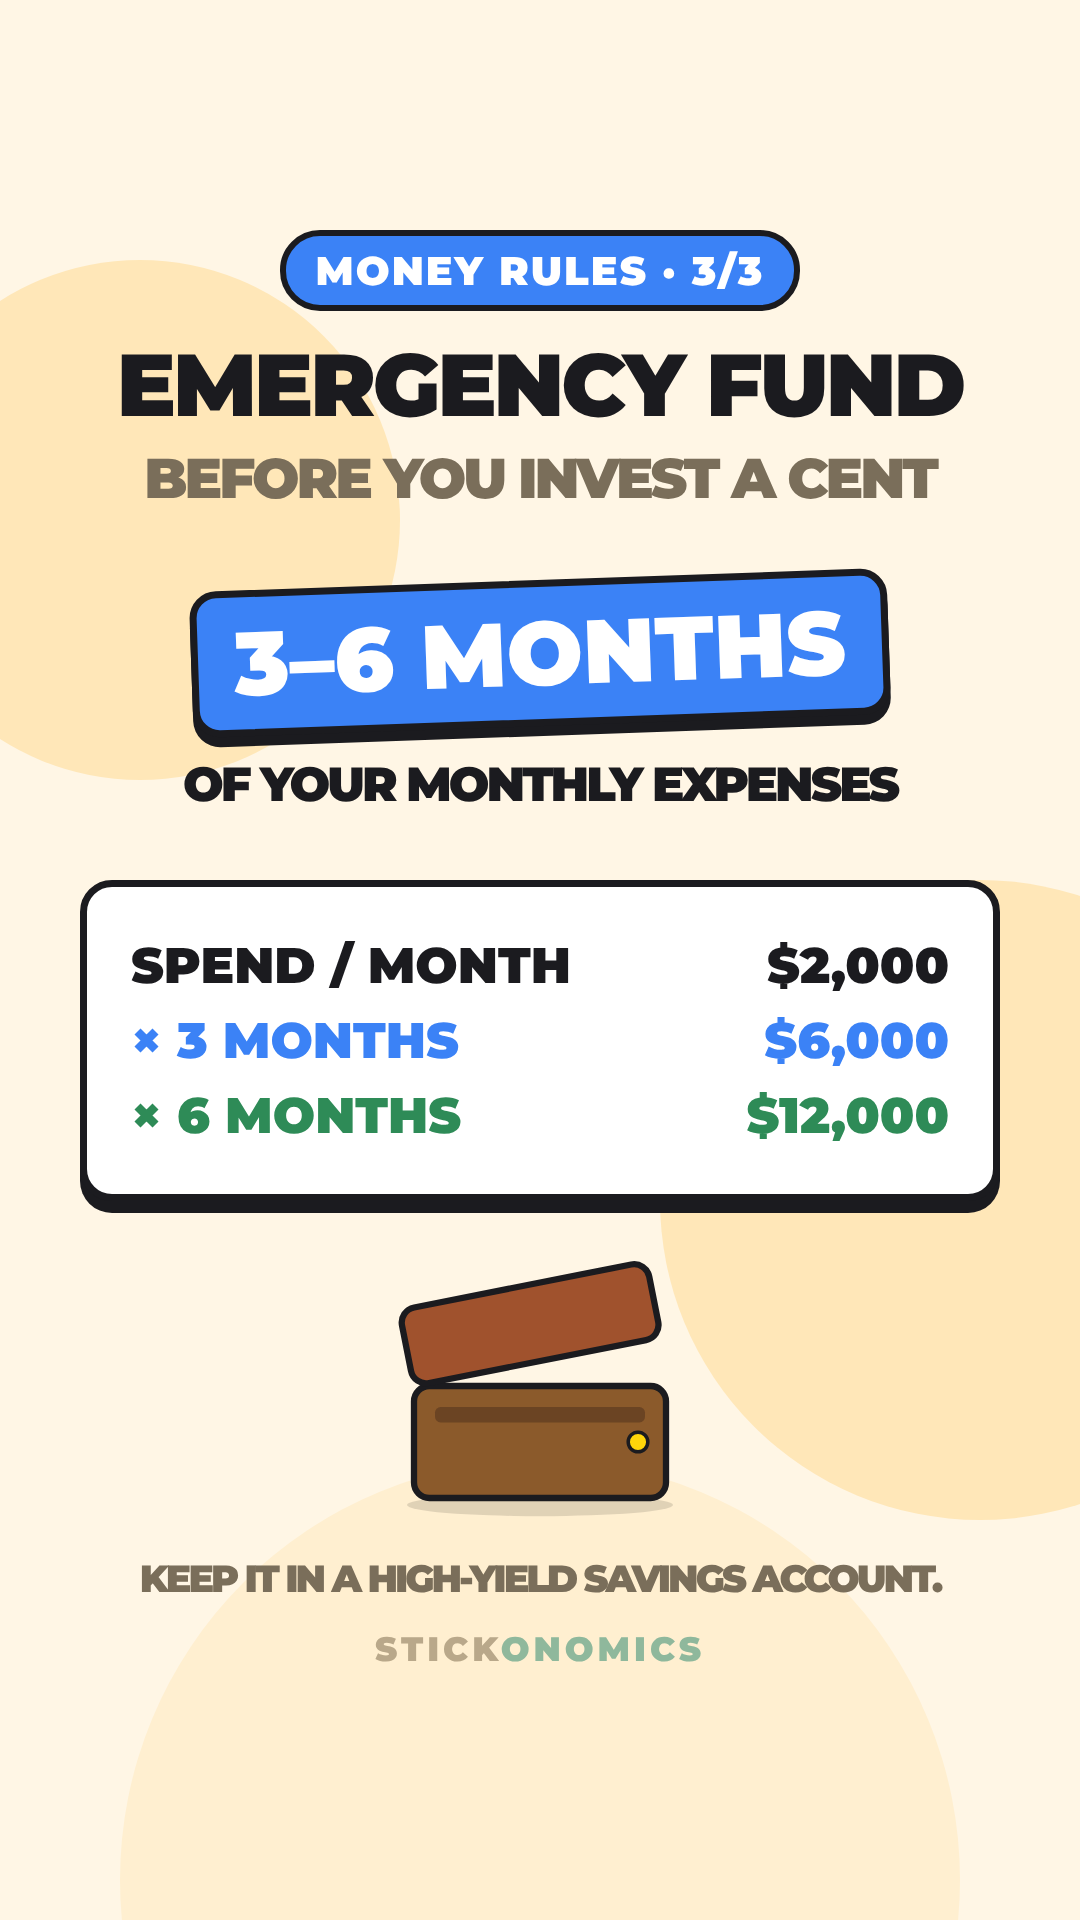 MONEY RULES • 3/3
EMERGENCY FUND
BEFORE YOU INVEST A CENT
3–6 MONTHS
OF YOUR MONTHLY EXPENSES
SPEND / MONTH $2,000
× 3 MONTHS $6,000
× 6 MONTHS $12,000
KEEP IT IN A HIGH-YIELD SAVINGS ACCOUNT.
STICKONOMICS